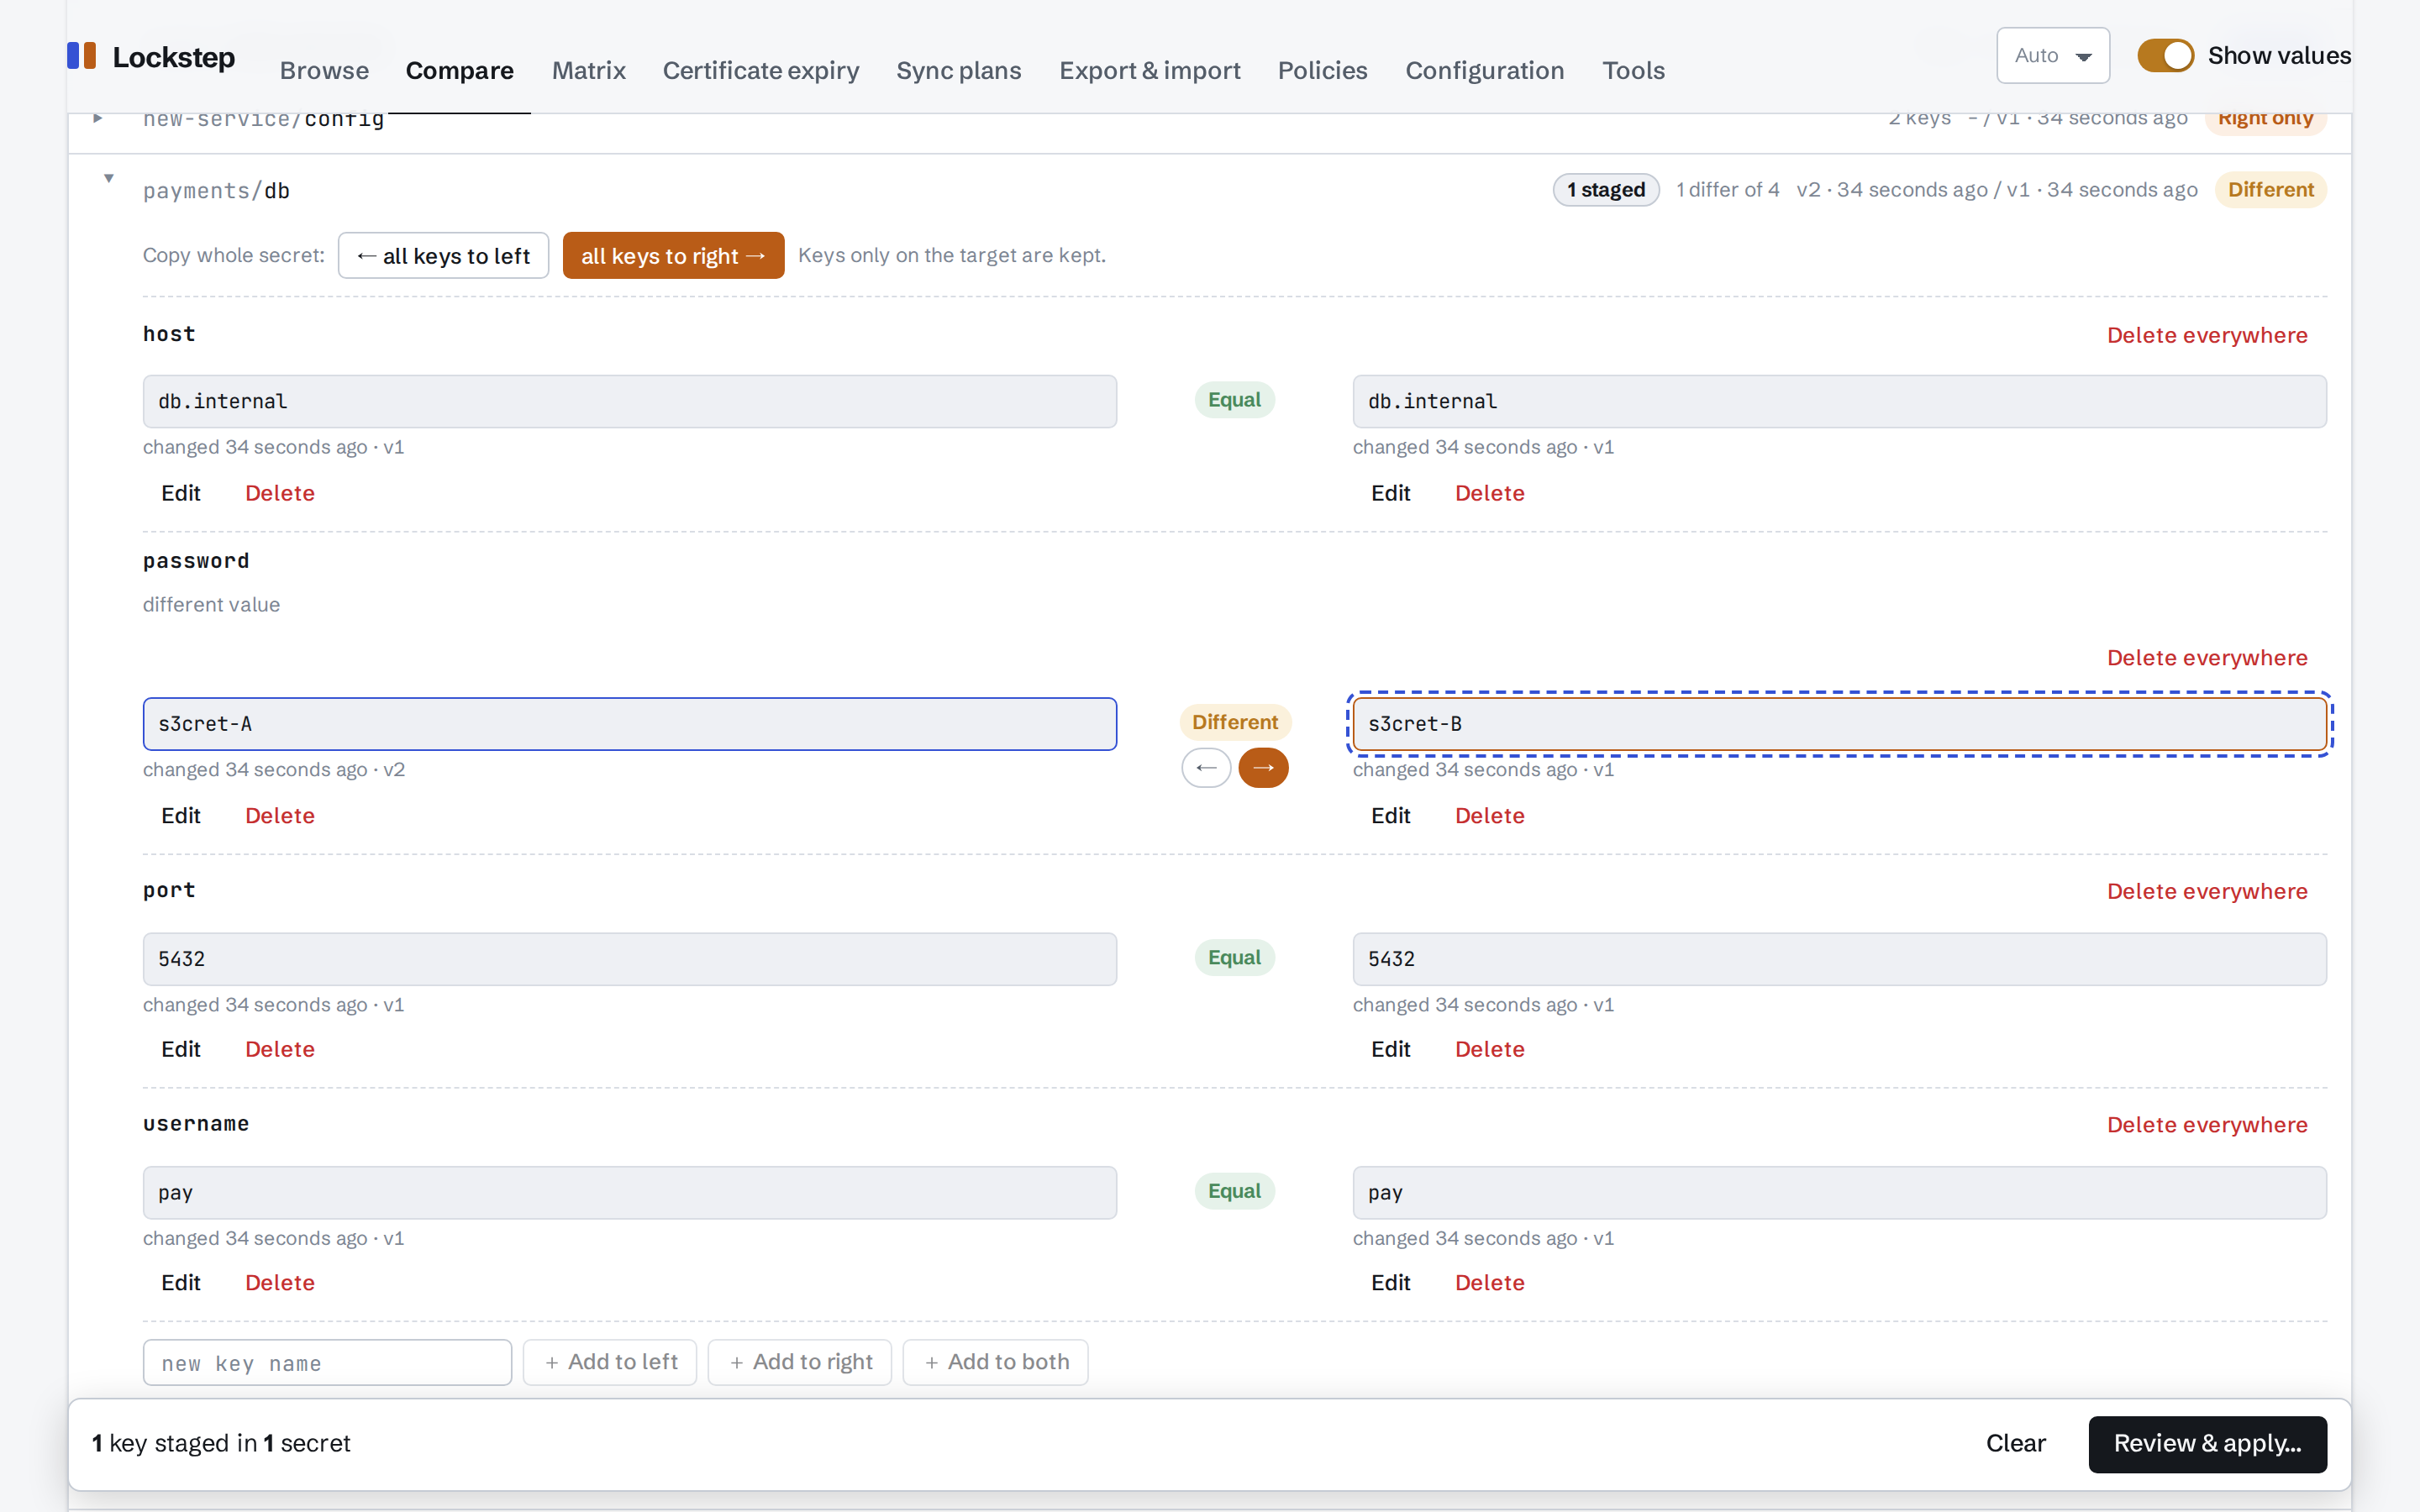 Lockstep Browse Compare Matrix Certificate expiry Sync plans Export & import Policies Configuration Tools Auto Show values
new-service/config 2 keys – / v1 · 34 seconds ago Right only
payments/db 1 staged 1 differ of 4 v2 · 34 seconds ago / v1 · 34 seconds ago Different
Copy whole secret: ← all keys to left all keys to right → Keys only on the target are kept.
host Delete everywhere
db.internal Equal db.internal
changed 34 seconds ago · v1 changed 34 seconds ago · v1
Edit Delete Edit Delete
password
different value
Delete everywhere
s3cret-A Different s3cret-B
changed 34 seconds ago · v2 ← → changed 34 seconds ago · v1
Edit Delete Edit Delete
port Delete everywhere
5432 Equal 5432
changed 34 seconds ago · v1 changed 34 seconds ago · v1
Edit Delete Edit Delete
username Delete everywhere
pay Equal pay
changed 34 seconds ago · v1 changed 34 seconds ago · v1
Edit Delete Edit Delete
new key name + Add to left + Add to right + Add to both
1 key staged in 1 secret Clear Review & apply…